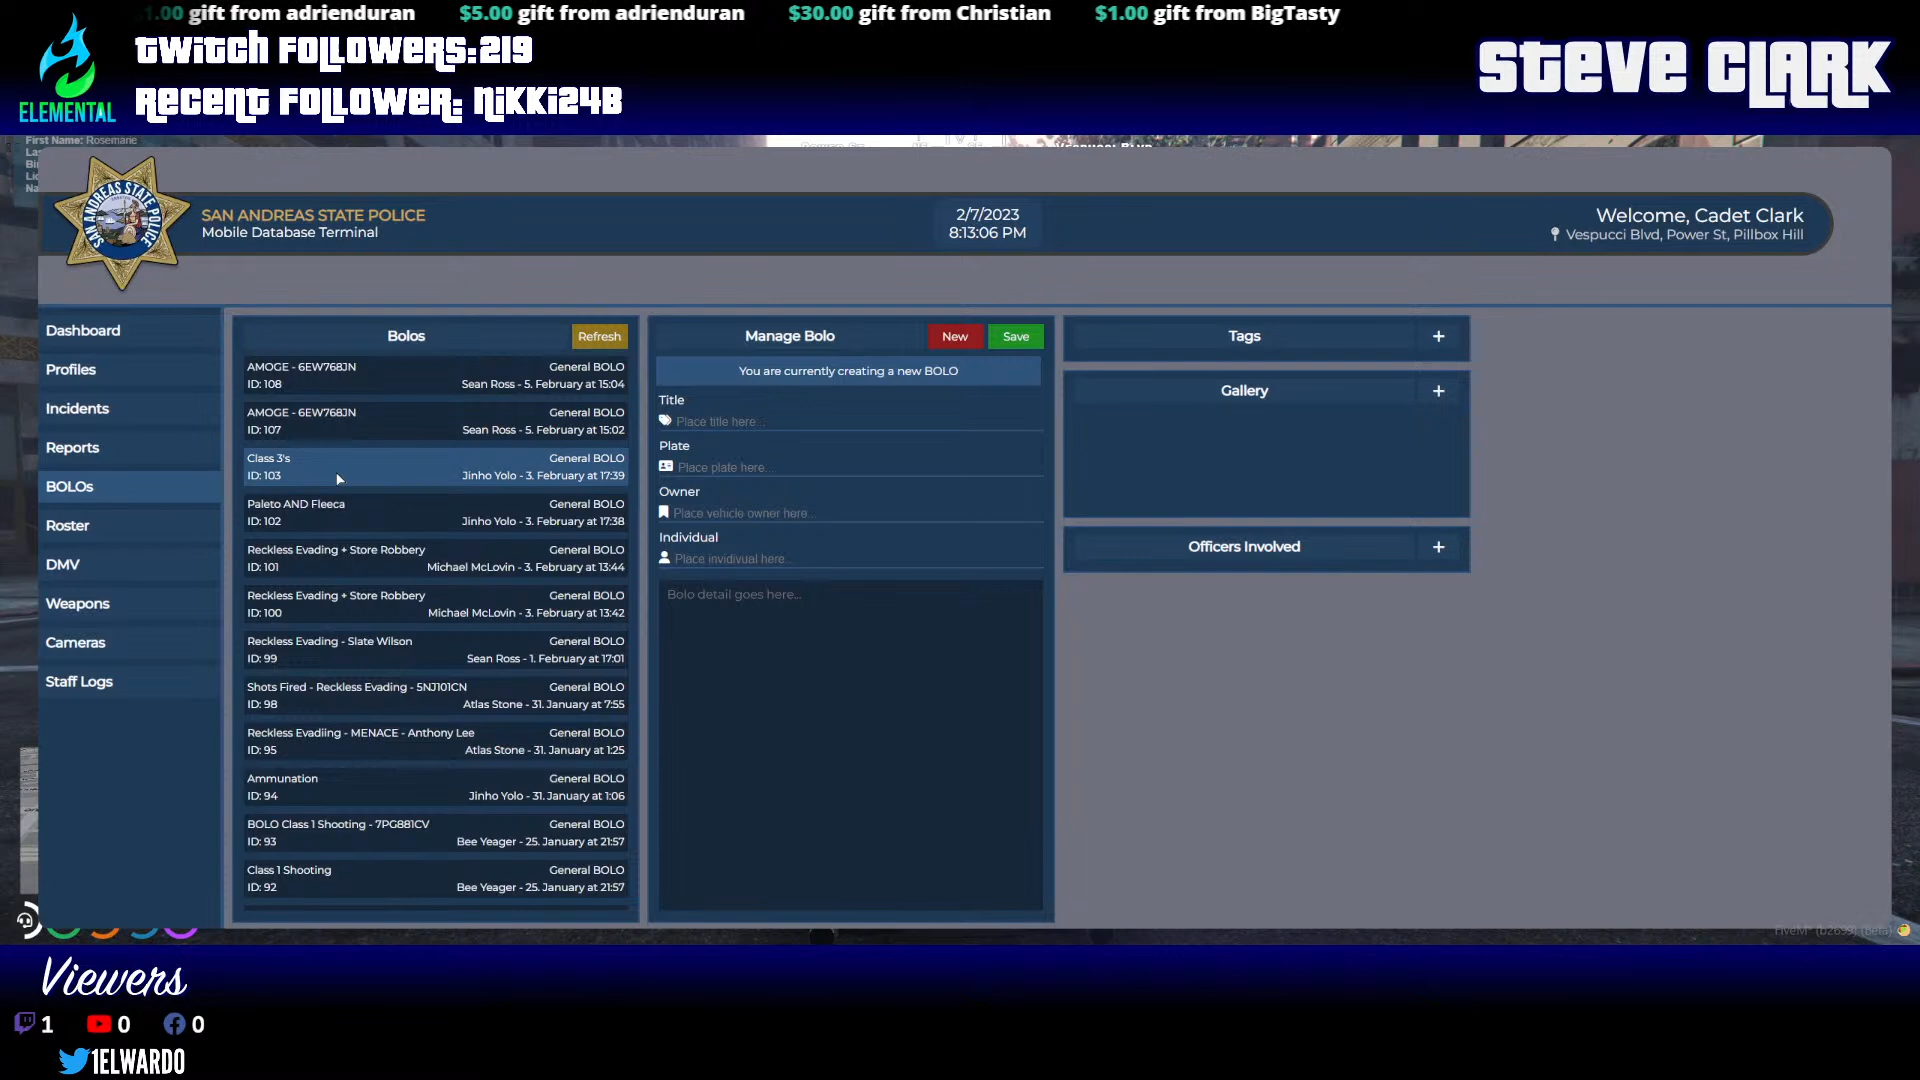 1.00 gift from adrienduran $5.00 gift from adrienduran $30.00 gift from Christian $1.00 gift from BigTasty
Twitch Followers:219
Recent Follower: Nikki24B
ELEMENTAL
Steve Clark
First Name: Rosemarie
SAN ANDREAS STATE POLICE
SAN ANDREAS STATE POLICE
Mobile Database Terminal
2/7/2023
8:13:06 PM
Welcome, Cadet Clark
Vespucci Blvd, Power St, Pillbox Hill
Dashboard
Profiles
Incidents
Reports
BOLOs
Roster
DMV
Weapons
Cameras
Staff Logs
Bolos
Refresh
AMOGE - 6EW768JN General BOLO
ID: 108 Sean Ross - 5. February at 15:04
AMOGE - 6EW768JN General BOLO
ID: 107 Sean Ross - 5. February at 15:02
Class 3's General BOLO
ID: 103 Jinho Yolo - 3. February at 17:39
Paleto AND Fleeca General BOLO
ID: 102 Jinho Yolo - 3. February at 17:38
Reckless Evading + Store Robbery General BOLO
ID: 101 Michael McLovin - 3. February at 13:44
Reckless Evading + Store Robbery General BOLO
ID: 100 Michael McLovin - 3. February at 13:42
Reckless Evading - Slate Wilson General BOLO
ID: 99 Sean Ross - 1. February at 17:01
Shots Fired - Reckless Evading - 5NJ101CN General BOLO
ID: 98 Atlas Stone - 31. January at 7:55
Reckless Evadiing - MENACE - Anthony Lee General BOLO
ID: 95 Atlas Stone - 31. January at 1:25
Ammunation General BOLO
ID: 94 Jinho Yolo - 31. January at 1:06
BOLO Class 1 Shooting - 7PG881CV General BOLO
ID: 93 Bee Yeager - 25. January at 21:57
Class 1 Shooting General BOLO
ID: 92 Bee Yeager - 25. January at 21:57
Manage Bolo
New
Save
You are currently creating a new BOLO
Title
Place title here...
Plate
Place plate here...
Owner
Place vehicle owner here...
Individual
Place invidivual here...
Bolo detail goes here...
Tags +
Gallery +
Officers Involved +
FiveM® (b2699) (Beta)
Viewers
1 0 0
1ELWARDO